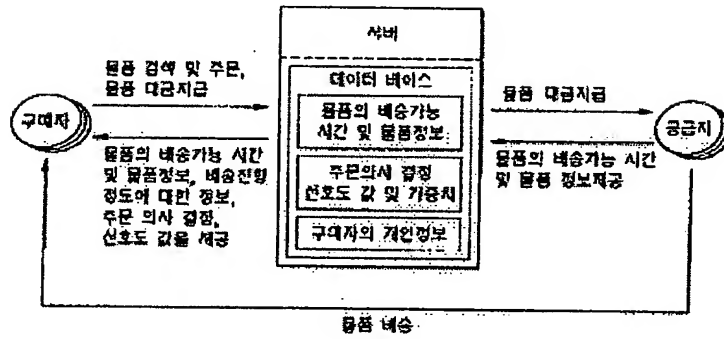 서버
물품 검색 및 주문,
물품 대금지급
데이터 베이스
물품의 배송가능
시간 및 물품정보
물품 대금지급
구매자
공급자
물품의 배송가능 시간
및 물품정보, 배송진행
정도에 대한 정보,
주문 의사 결정,
선호도 값을 제공
주문의사 결정
선호도 값 및 가중치
물품의 배송가능 시간
및 물품 정보제공
구매자의 개인정보
물품 배송